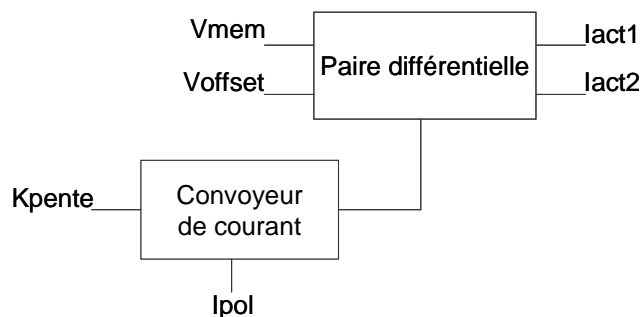 Vmem
Iact1
Paire différentielle
Voffset
Iact2
Kpente
Convoyeur
de courant
Ipol